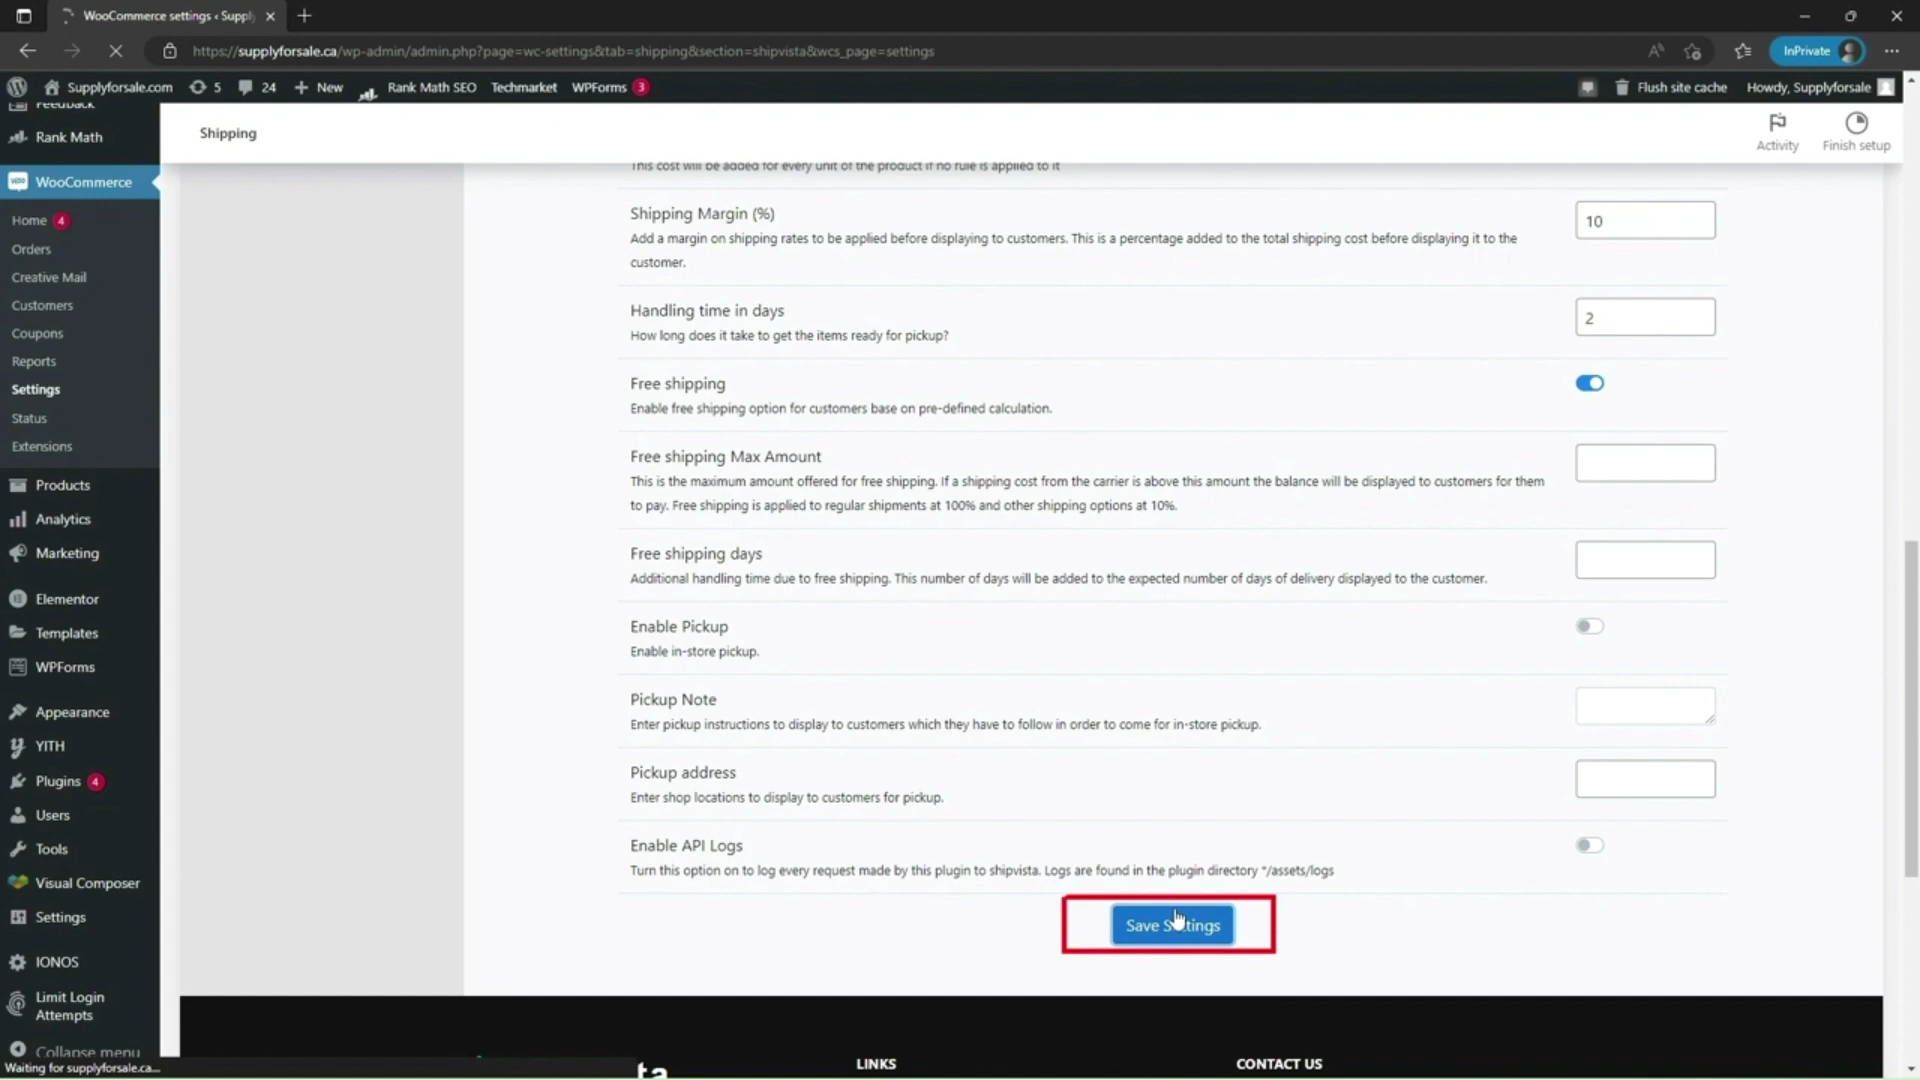 WooCommerce settings ‹ Suppl
https://supplyforsale.ca/wp-admin/admin.php?page=wc-settings&tab=shipping&section=shipvista&wcs_page=settings
InPrivate
Supplyforsale.com
5
24
New
Rank Math SEO
Techmarket
WPForms 3
Flush site cache
Howdy, Supplyforsale
Feedback
Rank Math
WooCommerce
Home 4
Orders
Creative Mail
Customers
Coupons
Reports
Settings
Status
Extensions
Products
Analytics
Marketing
Elementor
Templates
WPForms
Appearance
YITH
Plugins 4
Users
Tools
Visual Composer
Settings
IONOS
Limit Login
Attempts
Collapse menu
Waiting for supplyforsale.ca...
Shipping
Activity
Finish setup
This cost will be added for every unit of the product if no rule is applied to it
Shipping Margin (%)
10
Add a margin on shipping rates to be applied before displaying to customers. This is a percentage added to the total shipping cost before displaying it to the
customer.
Handling time in days
2
How long does it take to get the items ready for pickup?
Free shipping
Enable free shipping option for customers base on pre-defined calculation.
Free shipping Max Amount
This is the maximum amount offered for free shipping. If a shipping cost from the carrier is above this amount the balance will be displayed to customers for them
to pay. Free shipping is applied to regular shipments at 100% and other shipping options at 10%.
Free shipping days
Additional handling time due to free shipping. This number of days will be added to the expected number of days of delivery displayed to the customer.
Enable Pickup
Enable in-store pickup.
Pickup Note
Enter pickup instructions to display to customers which they have to follow in order to come for in-store pickup.
Pickup address
Enter shop locations to display to customers for pickup.
Enable API Logs
Turn this option on to log every request made by this plugin to shipvista. Logs are found in the plugin directory "/assets/logs
Save Settings
LINKS
CONTACT US